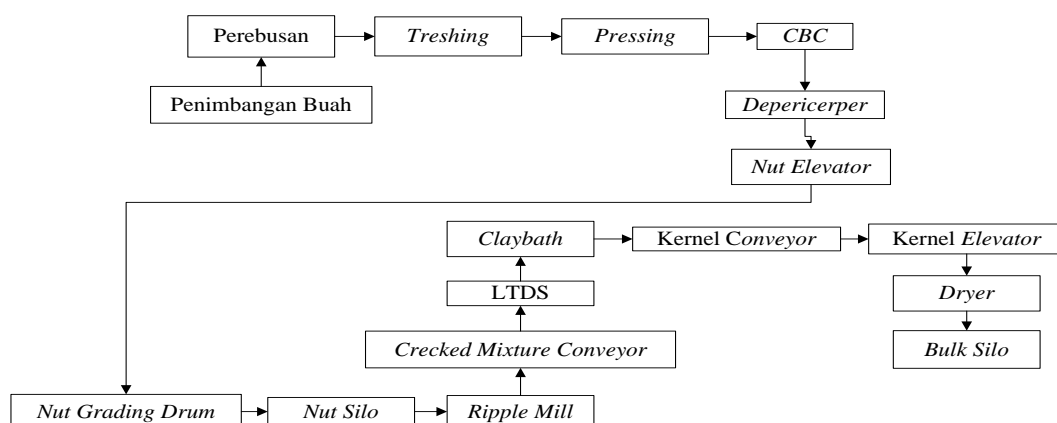 Perebusan
Treshing
Pressing
CBC
Penimbangan Buah
Depericerper
Nut Elevator
Claybath
Kernel Conveyor
Kernel Elevator
LTDS
Dryer
Crecked Mixture Conveyor
Bulk Silo
Nut Grading Drum
Nut Silo
Ripple Mill